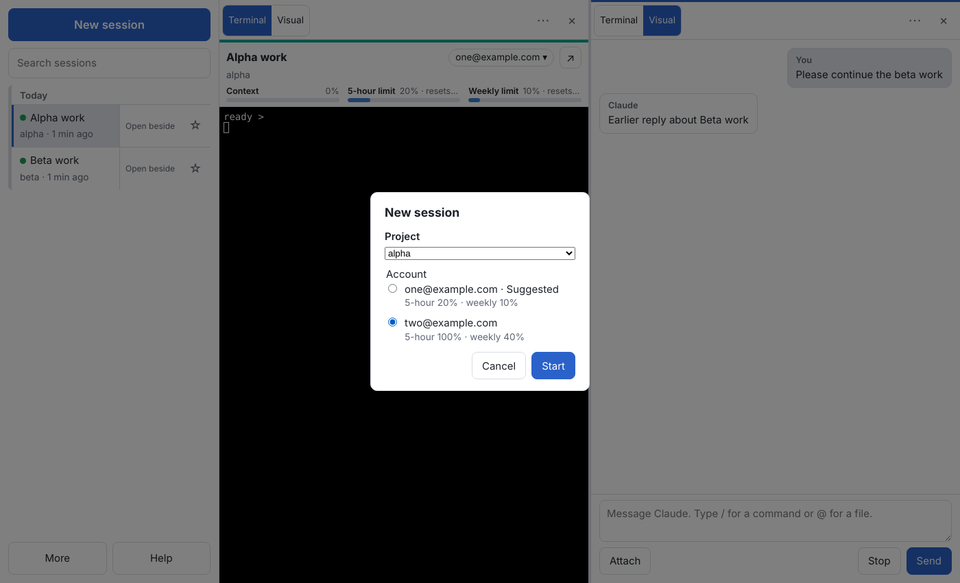 New session
Search sessions
Today
Alpha work
alpha · 1 min ago
Open beside
Beta work
beta · 1 min ago
Open beside
More
Help
Terminal
Visual
Alpha work
one@example.com ▾
alpha
Context 0%
5-hour limit 20% · resets...
Weekly limit 10% · resets...
ready >
New session
Project
alpha
Account
one@example.com · Suggested
5-hour 20% · weekly 10%
two@example.com
5-hour 100% · weekly 40%
Cancel
Start
Terminal
Visual
You
Please continue the beta work
Claude
Earlier reply about Beta work
Message Claude. Type / for a command or @ for a file.
Attach
Stop
Send